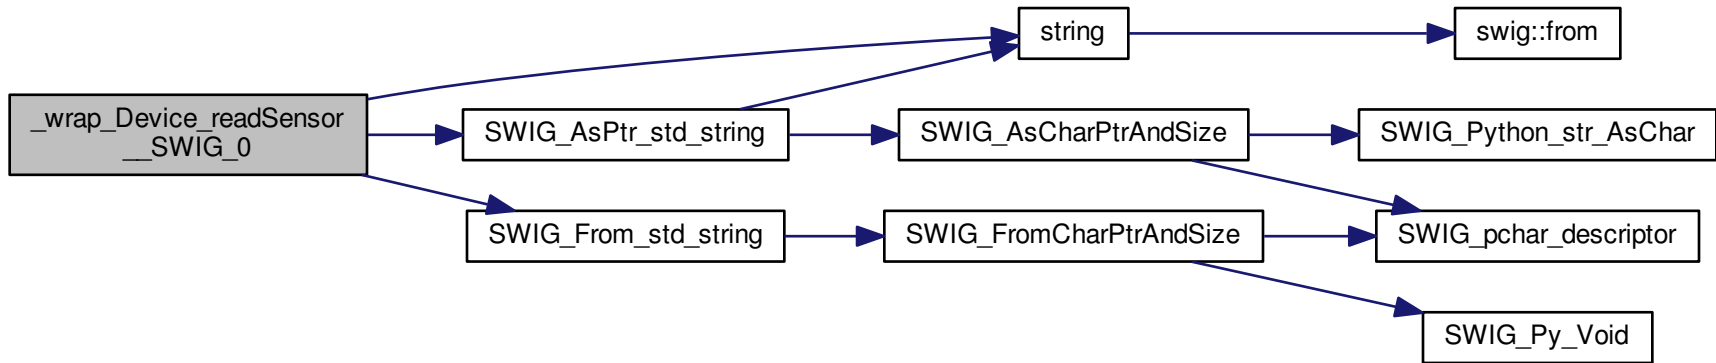 string
swig::from
_wrap_Device_readSensor
__SWIG_0
SWIG_AsPtr_std_string
SWIG_AsCharPtrAndSize
SWIG_Python_str_AsChar
SWIG_From_std_string
SWIG_FromCharPtrAndSize
SWIG_pchar_descriptor
SWIG_Py_Void